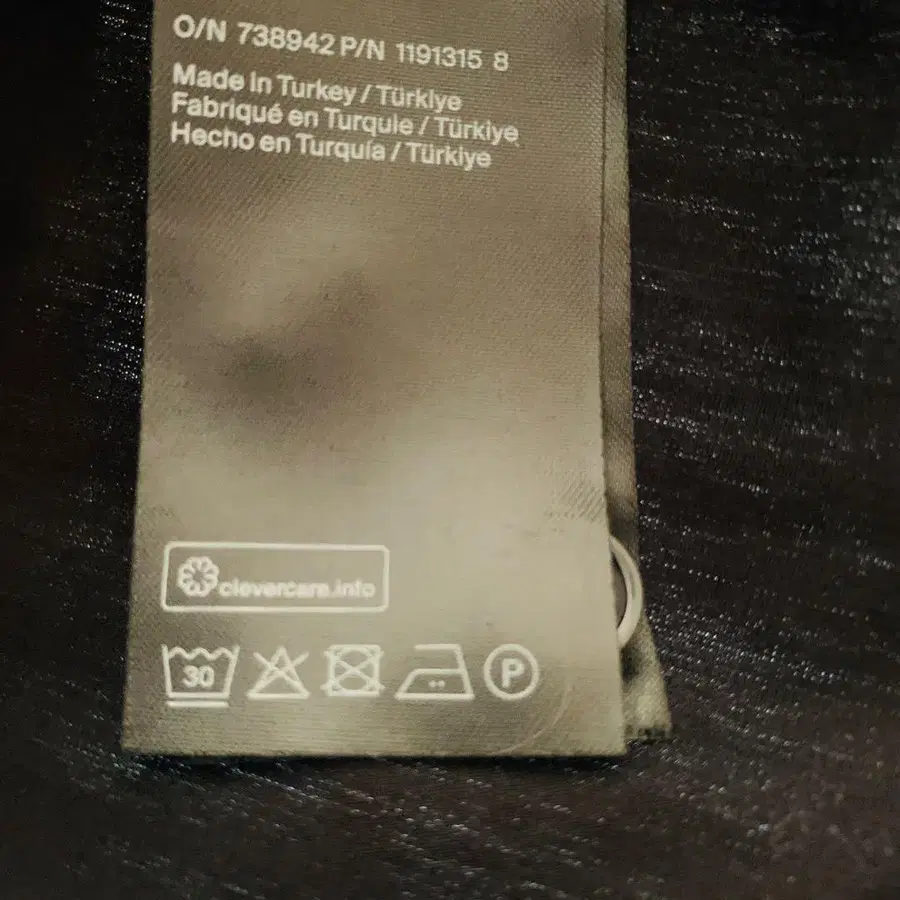 O/N 738942 P/N 1191315 8
Made in Turkey / Türkiye
Fabriqué en Turquie / Türkiye
Hecho en Turquía / Türkiye
clevercare.info
30
P